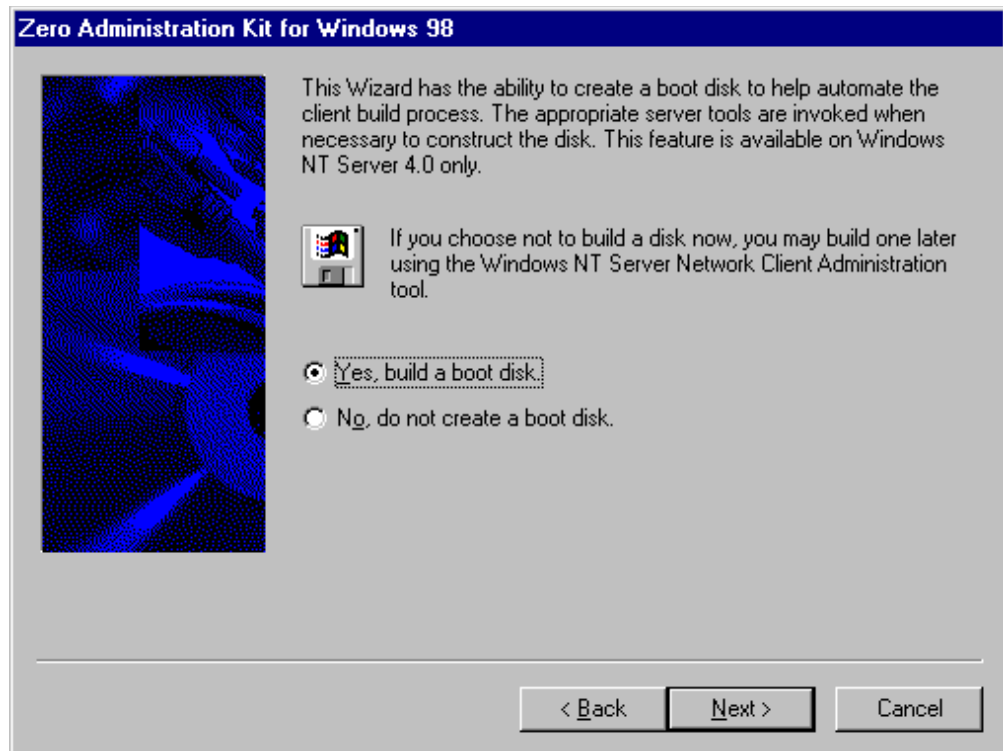 Zero Administration Kit for Windows 98
This Wizard has the ability to create a boot disk to help automate the
client build process. The appropriate server tools are invoked when
necessary to construct the disk. This feature is available on Windows
NT Server 4.0 only.
If you choose not to build a disk now, you may build one later
using the Windows NT Server Network Client Administration
tool.
Yes, build a boot disk.
No, do not create a boot disk.
< Back
Next >
Cancel